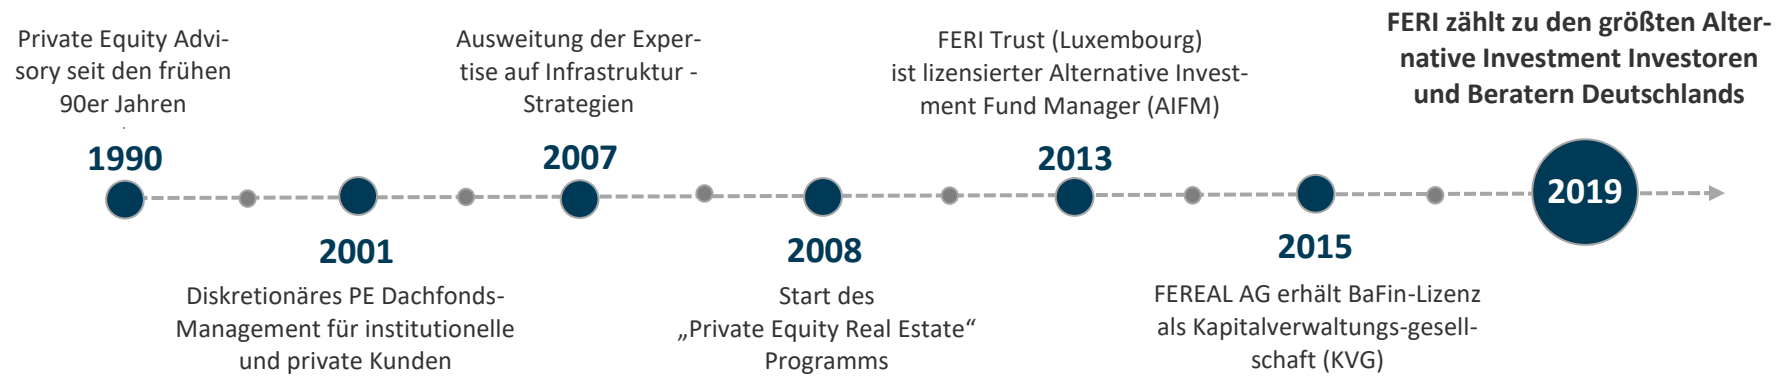 Private Equity Advi-
sory seit den frühen
90er Jahren
1990
2001
Diskretionäres PE Dachfonds-
Management für institutionelle
und private Kunden
Ausweitung der Exper-
tise auf Infrastruktur -
Strategien
2007
2008
Start des
„Private Equity Real Estate“
Programms
FERI Trust (Luxembourg)
ist lizensierter Alternative Invest-
ment Fund Manager (AIFM)
2013
2015
FEREAL AG erhält BaFin-Lizenz
als Kapitalverwaltungs-gesell-
schaft (KVG)
FERI zählt zu den größten Alter-
native Investment Investoren
und Beratern Deutschlands
2019